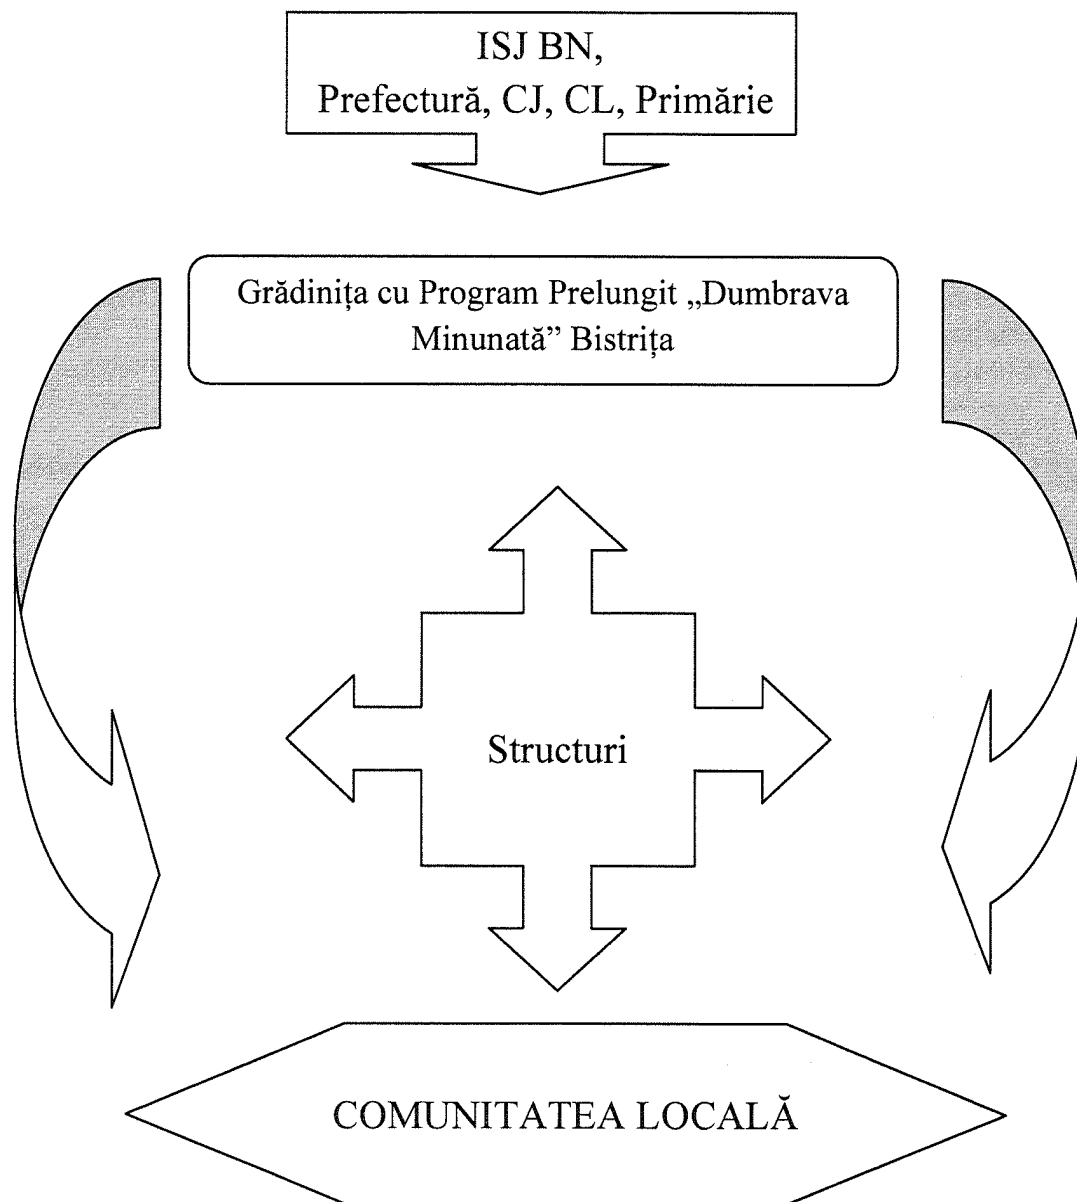 ISJ BN,
Prefectură, CJ, CL, Primărie
Grădinița cu Program Prelungit „Dumbrava
Minunată” Bistrița
Structuri
COMUNITATEA LOCALĂ